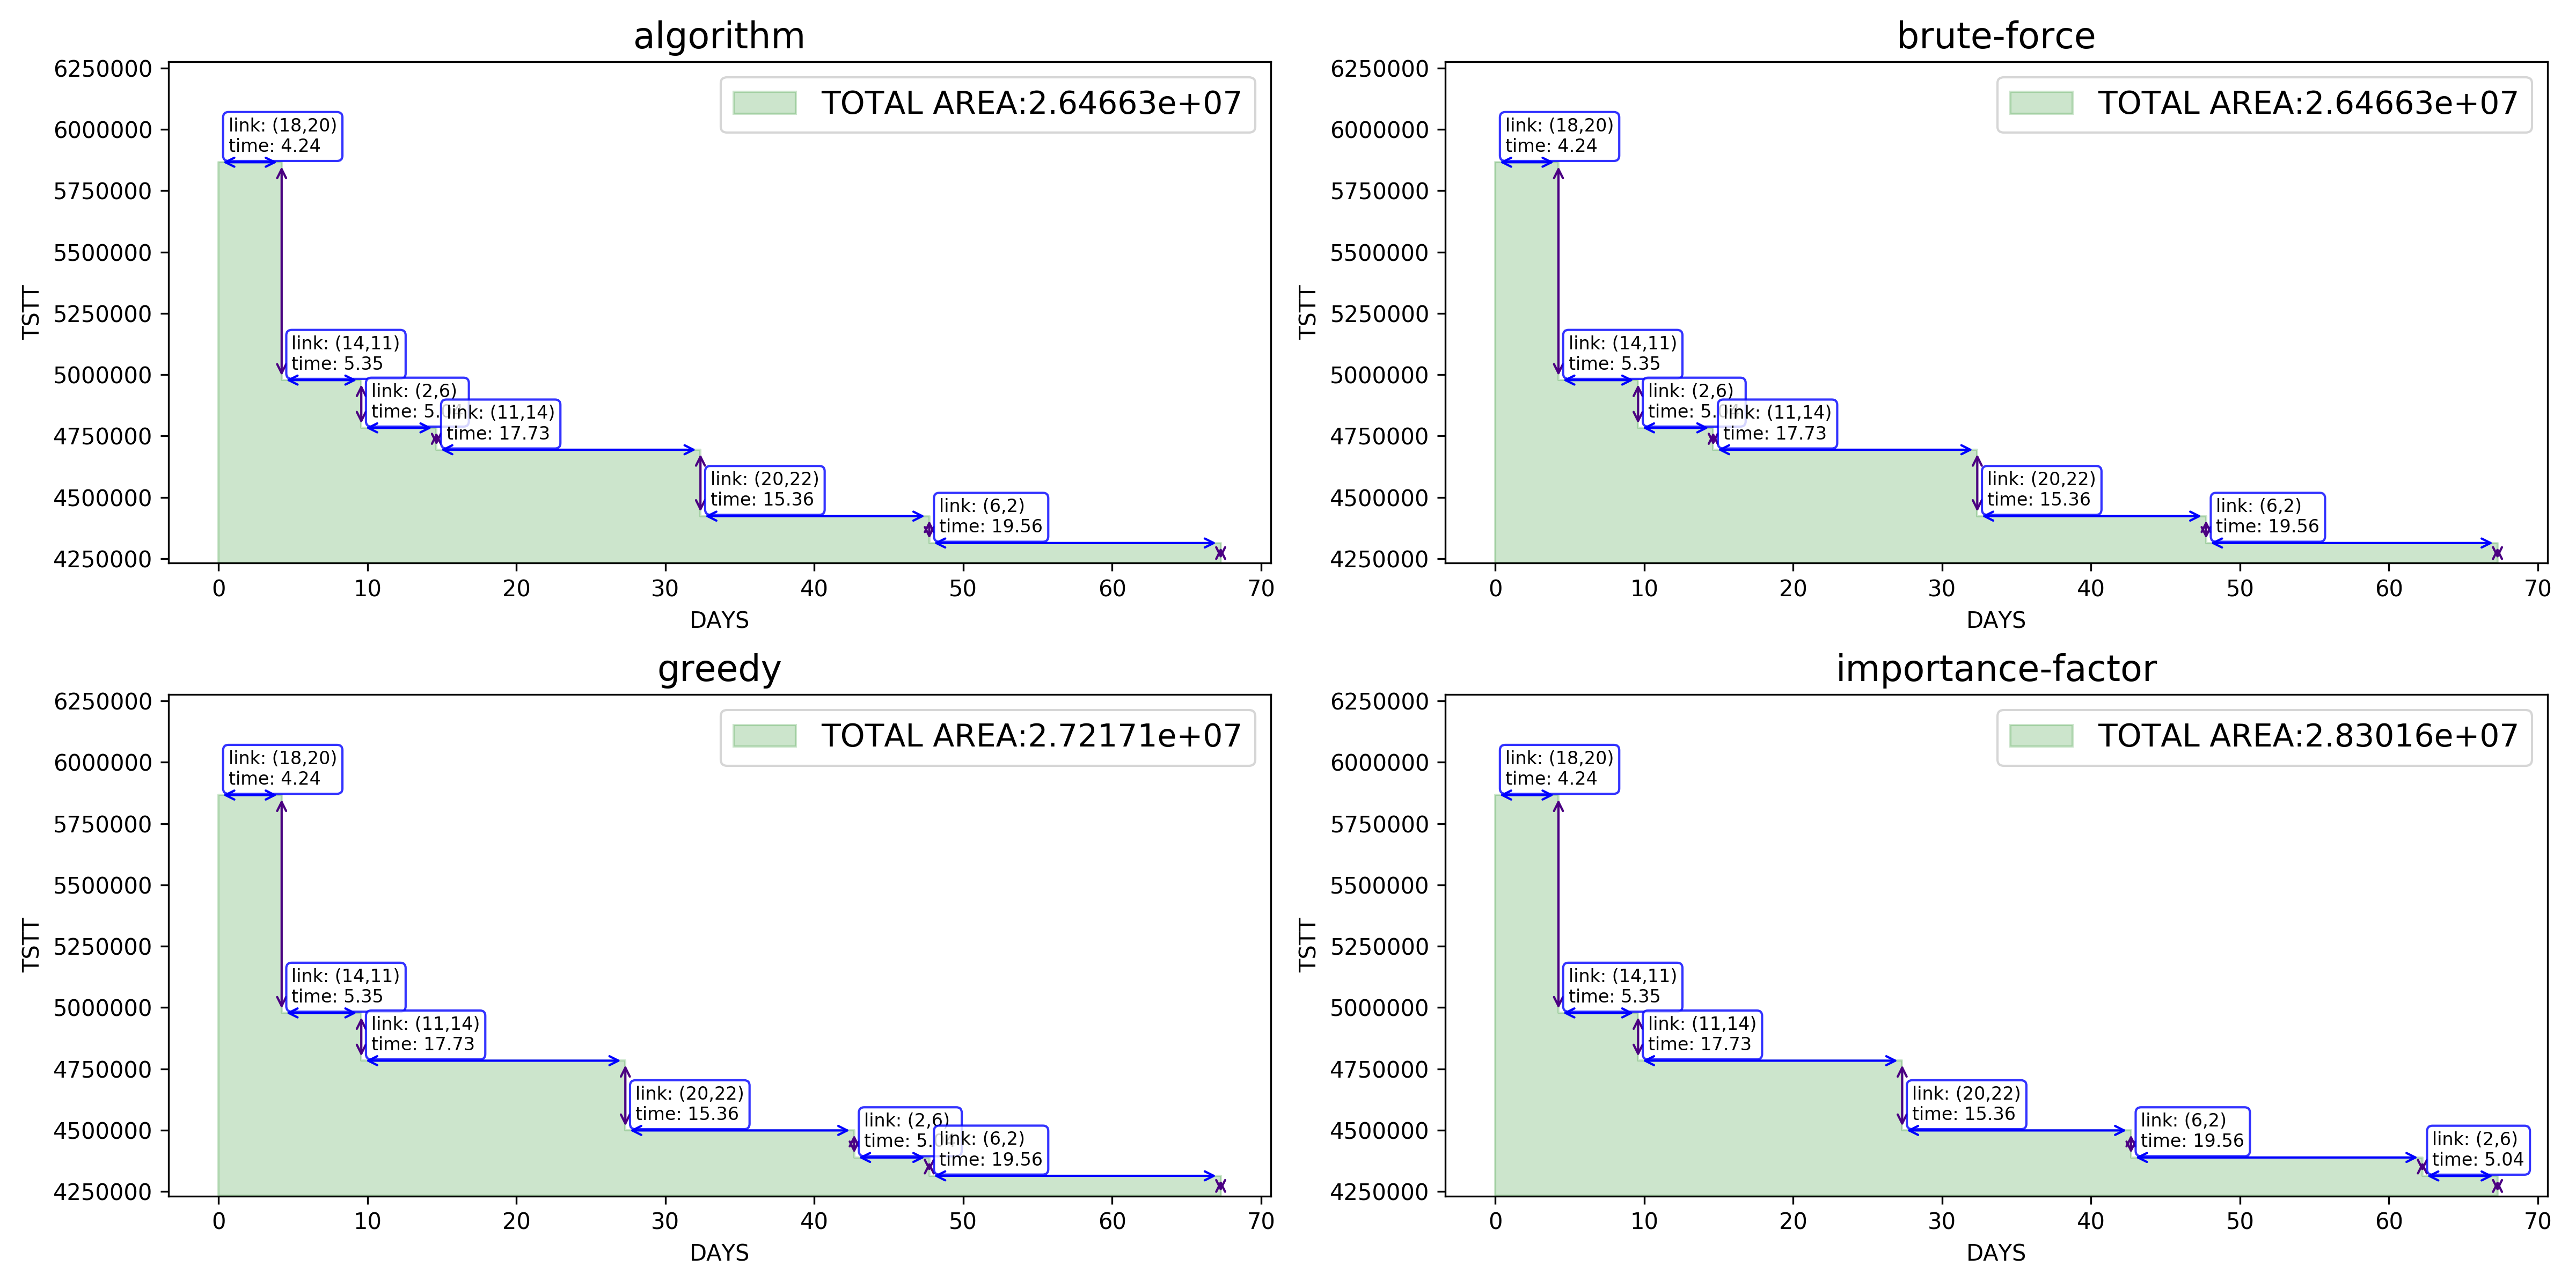 algorithm
TOTAL AREA:2.64663e+07
TSTT
6250000
6000000
5750000
5500000
5250000
5000000
4750000
4500000
4250000
link: (18,20)
time: 4.24
link: (14,11)
time: 5.35
link: (2,6)
time: 5.
link: (11,14)
time: 17.73
link: (20,22)
time: 15.36
link: (6,2)
time: 19.56
0 10 20 30 40 50 60 70
DAYS
brute-force
TOTAL AREA:2.64663e+07
TSTT
6250000
6000000
5750000
5500000
5250000
5000000
4750000
4500000
4250000
link: (18,20)
time: 4.24
link: (14,11)
time: 5.35
link: (2,6)
time: 5.
link: (11,14)
time: 17.73
link: (20,22)
time: 15.36
link: (6,2)
time: 19.56
0 10 20 30 40 50 60 70
DAYS
greedy
TOTAL AREA:2.72171e+07
TSTT
6250000
6000000
5750000
5500000
5250000
5000000
4750000
4500000
4250000
link: (18,20)
time: 4.24
link: (14,11)
time: 5.35
link: (11,14)
time: 17.73
link: (20,22)
time: 15.36
link: (2,6)
time: 5.
link: (6,2)
time: 19.56
0 10 20 30 40 50 60 70
DAYS
importance-factor
TOTAL AREA:2.83016e+07
TSTT
6250000
6000000
5750000
5500000
5250000
5000000
4750000
4500000
4250000
link: (18,20)
time: 4.24
link: (14,11)
time: 5.35
link: (11,14)
time: 17.73
link: (20,22)
time: 15.36
link: (6,2)
time: 19.56
link: (2,6)
time: 5.04
0 10 20 30 40 50 60 70
DAYS